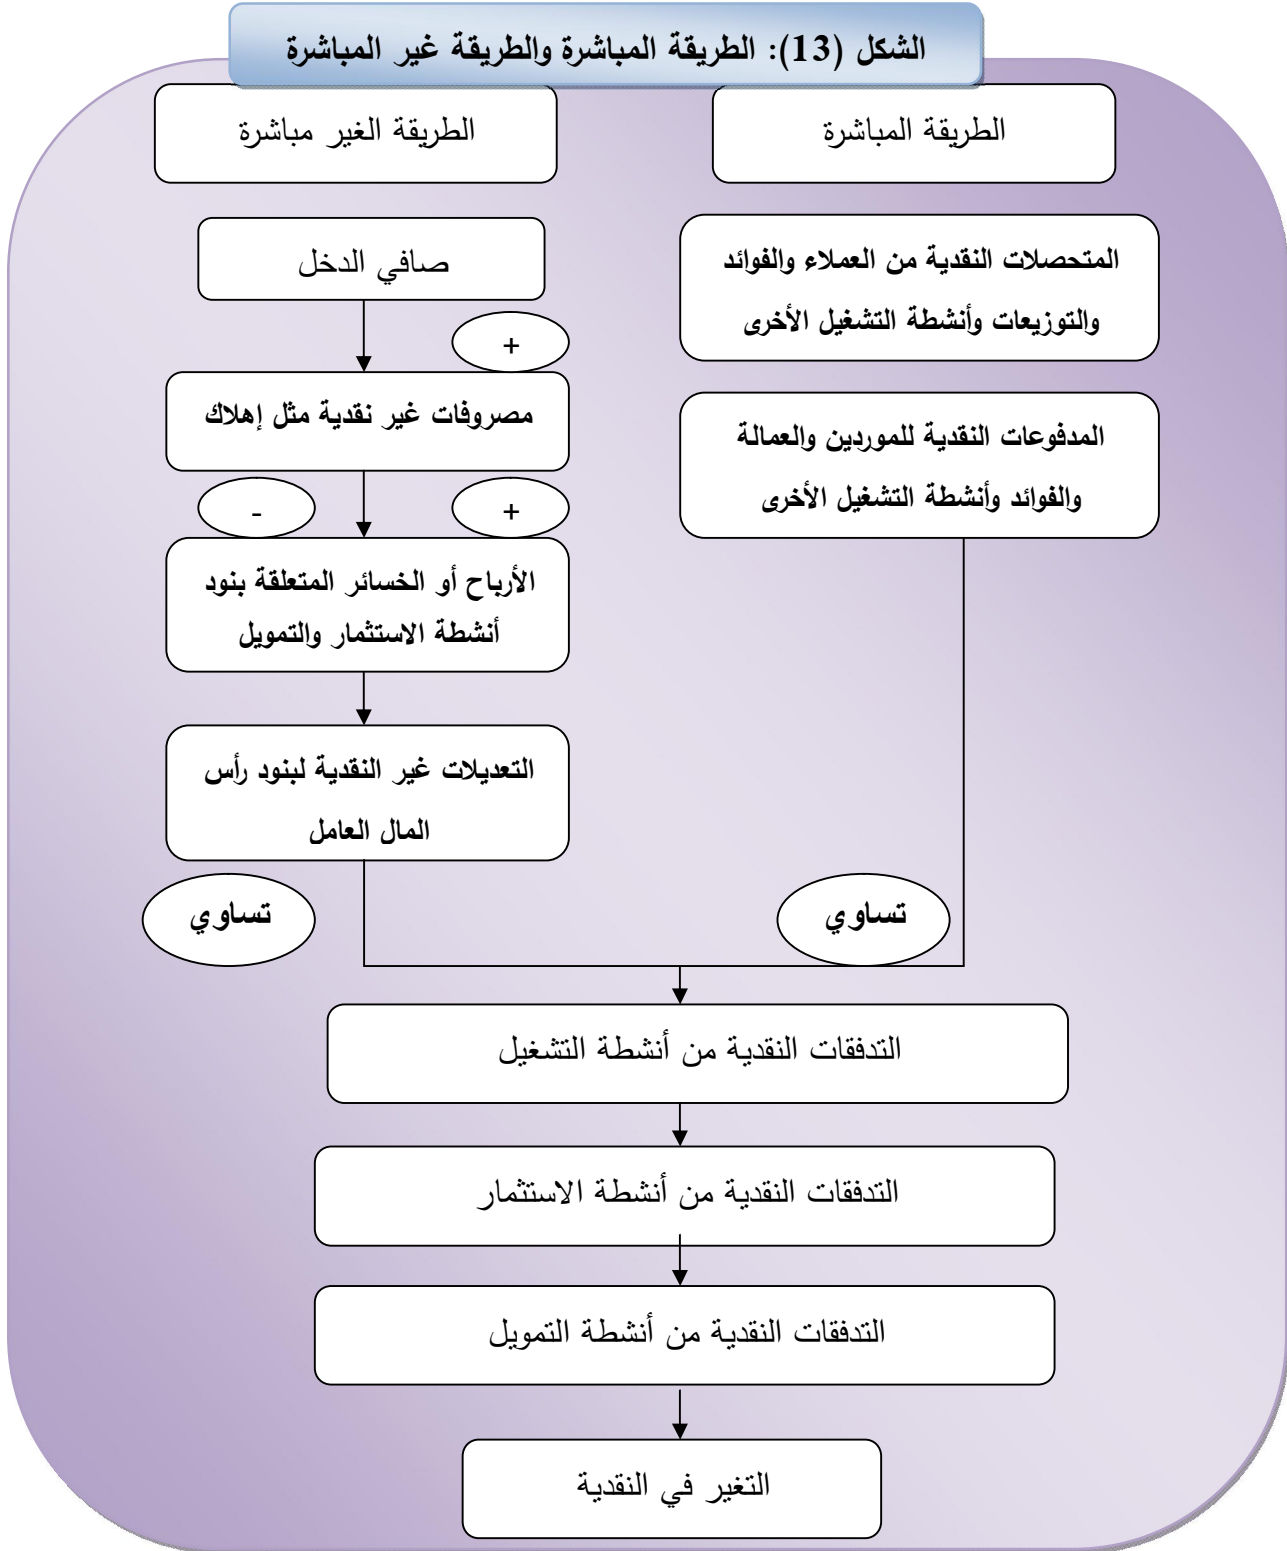 الشكل (13): الطريقة المباشرة والطريقة غير المباشرة
الطريقة المباشرة
الطريقة الغير مباشرة
المتحصلات النقدية من العملاء والفوائد
والتوزيعات وأنشطة التشغيل الأخرى
المدفوعات النقدية للموردين والعمالة
والفوائد وأنشطة التشغيل الأخرى
صافي الدخل
+
مصروفات غير نقدية مثل إهلاك
+
-
الأرباح أو الخسائر المتعلقة بنود
أنشطة الاستثمار والتمويل
التعديلات غير النقدية لبنود رأس
المال العامل
تساوي
تساوي
التدفقات النقدية من أنشطة التشغيل
التدفقات النقدية من أنشطة الاستثمار
التدفقات النقدية من أنشطة التمويل
التغير في النقدية